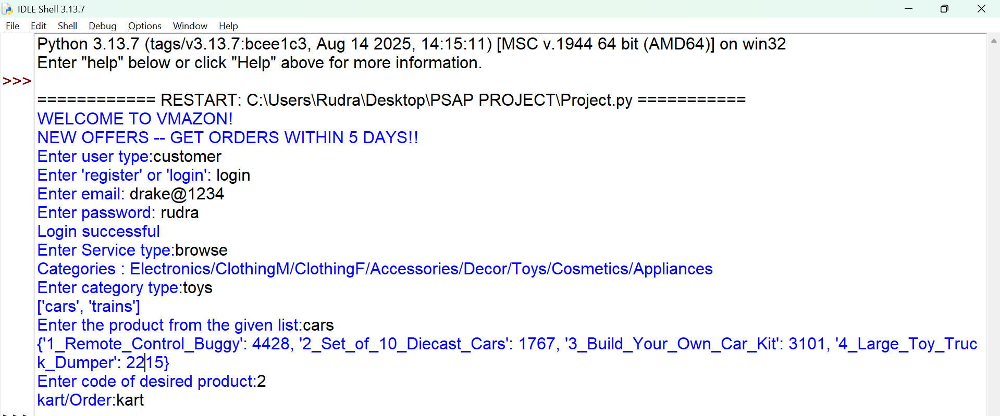 IDLE Shell 3.13.7
File Edit Shell Debug Options Window Help
Python 3.13.7 (tags/v3.13.7:bcee1c3, Aug 14 2025, 14:15:11) [MSC v.1944 64 bit (AMD64)] on win32
Enter "help" below or click "Help" above for more information.
>>>
============ RESTART: C:\Users\Rudra\Desktop\PSAP PROJECT\Project.py ===========
WELCOME TO VMAZON!
NEW OFFERS -- GET ORDERS WITHIN 5 DAYS!!
Enter user type:customer
Enter 'register' or 'login': login
Enter email: drake@1234
Enter password: rudra
Login successful
Enter Service type:browse
Categories : Electronics/ClothingM/ClothingF/Accessories/Decor/Toys/Cosmetics/Appliances
Enter category type:toys
['cars', 'trains']
Enter the product from the given list:cars
{'1_Remote_Control_Buggy': 4428, '2_Set_of_10_Diecast_Cars': 1767, '3_Build_Your_Own_Car_Kit': 3101, '4_Large_Toy_Truc
k_Dumper': 2215}
Enter code of desired product:2
kart/Order:kart
>>>